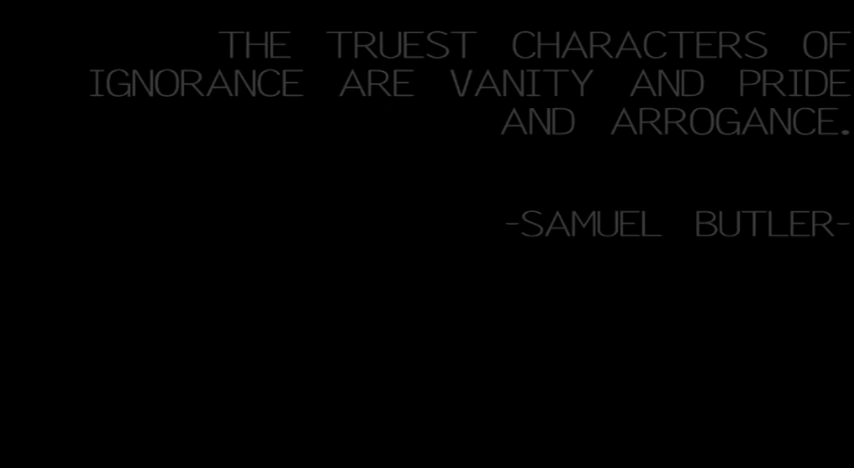 THE TRUEST CHARACTERS OF
IGNORANCE ARE VANITY AND PRIDE
AND ARROGANCE.
-SAMUEL BUTLER-